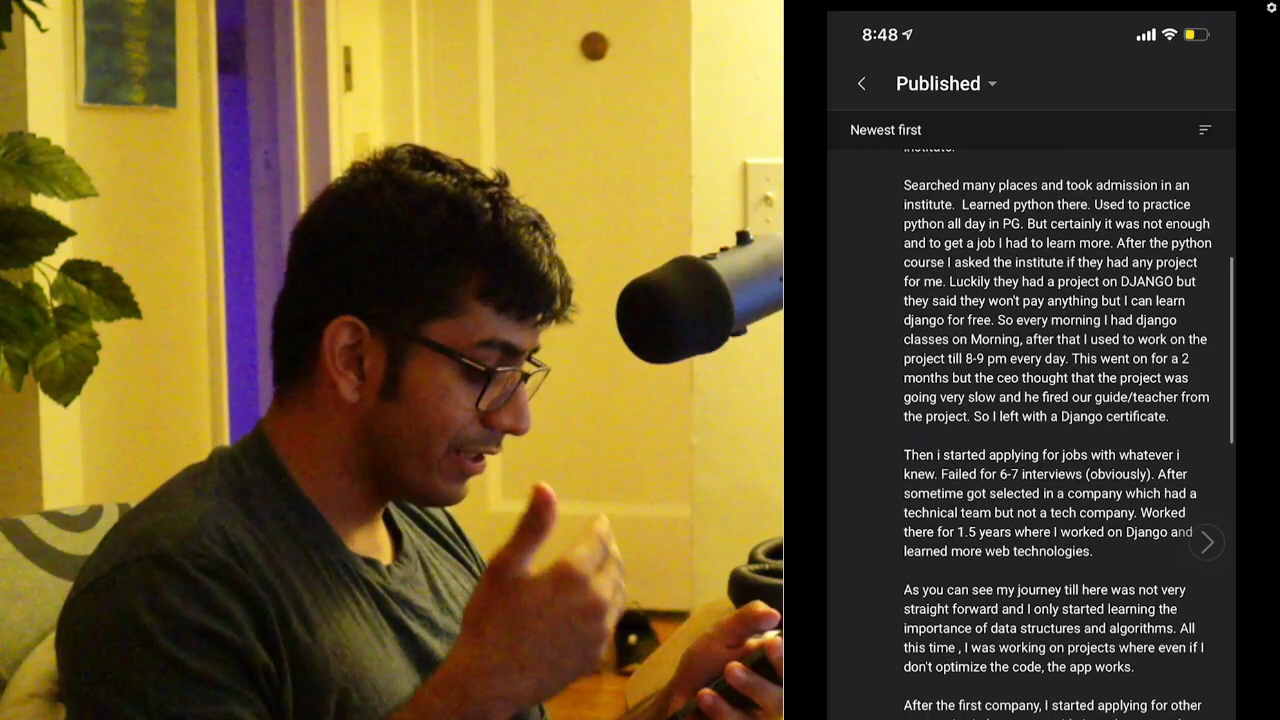 8:48
Published
Newest first
institute.
Searched many places and took admission in an
institute.  Learned python there. Used to practice
python all day in PG. But certainly it was not enough
and to get a job I had to learn more. After the python
course I asked the institute if they had any project
for me. Luckily they had a project on DJANGO but
they said they won't pay anything but I can learn
django for free. So every morning I had django
classes on Morning, after that I used to work on the
project till 8-9 pm every day. This went on for a 2
months but the ceo thought that the project was
going very slow and he fired our guide/teacher from
the project. So I left with a Django certificate.
Then i started applying for jobs with whatever i
knew. Failed for 6-7 interviews (obviously). After
sometime got selected in a company which had a
technical team but not a tech company. Worked
there for 1.5 years where I worked on Django and
learned more web technologies.
As you can see my journey till here was not very
straight forward and I only started learning the
importance of data structures and algorithms. All
this time , I was working on projects where even if I
don't optimize the code, the app works.
After the first company, I started applying for other